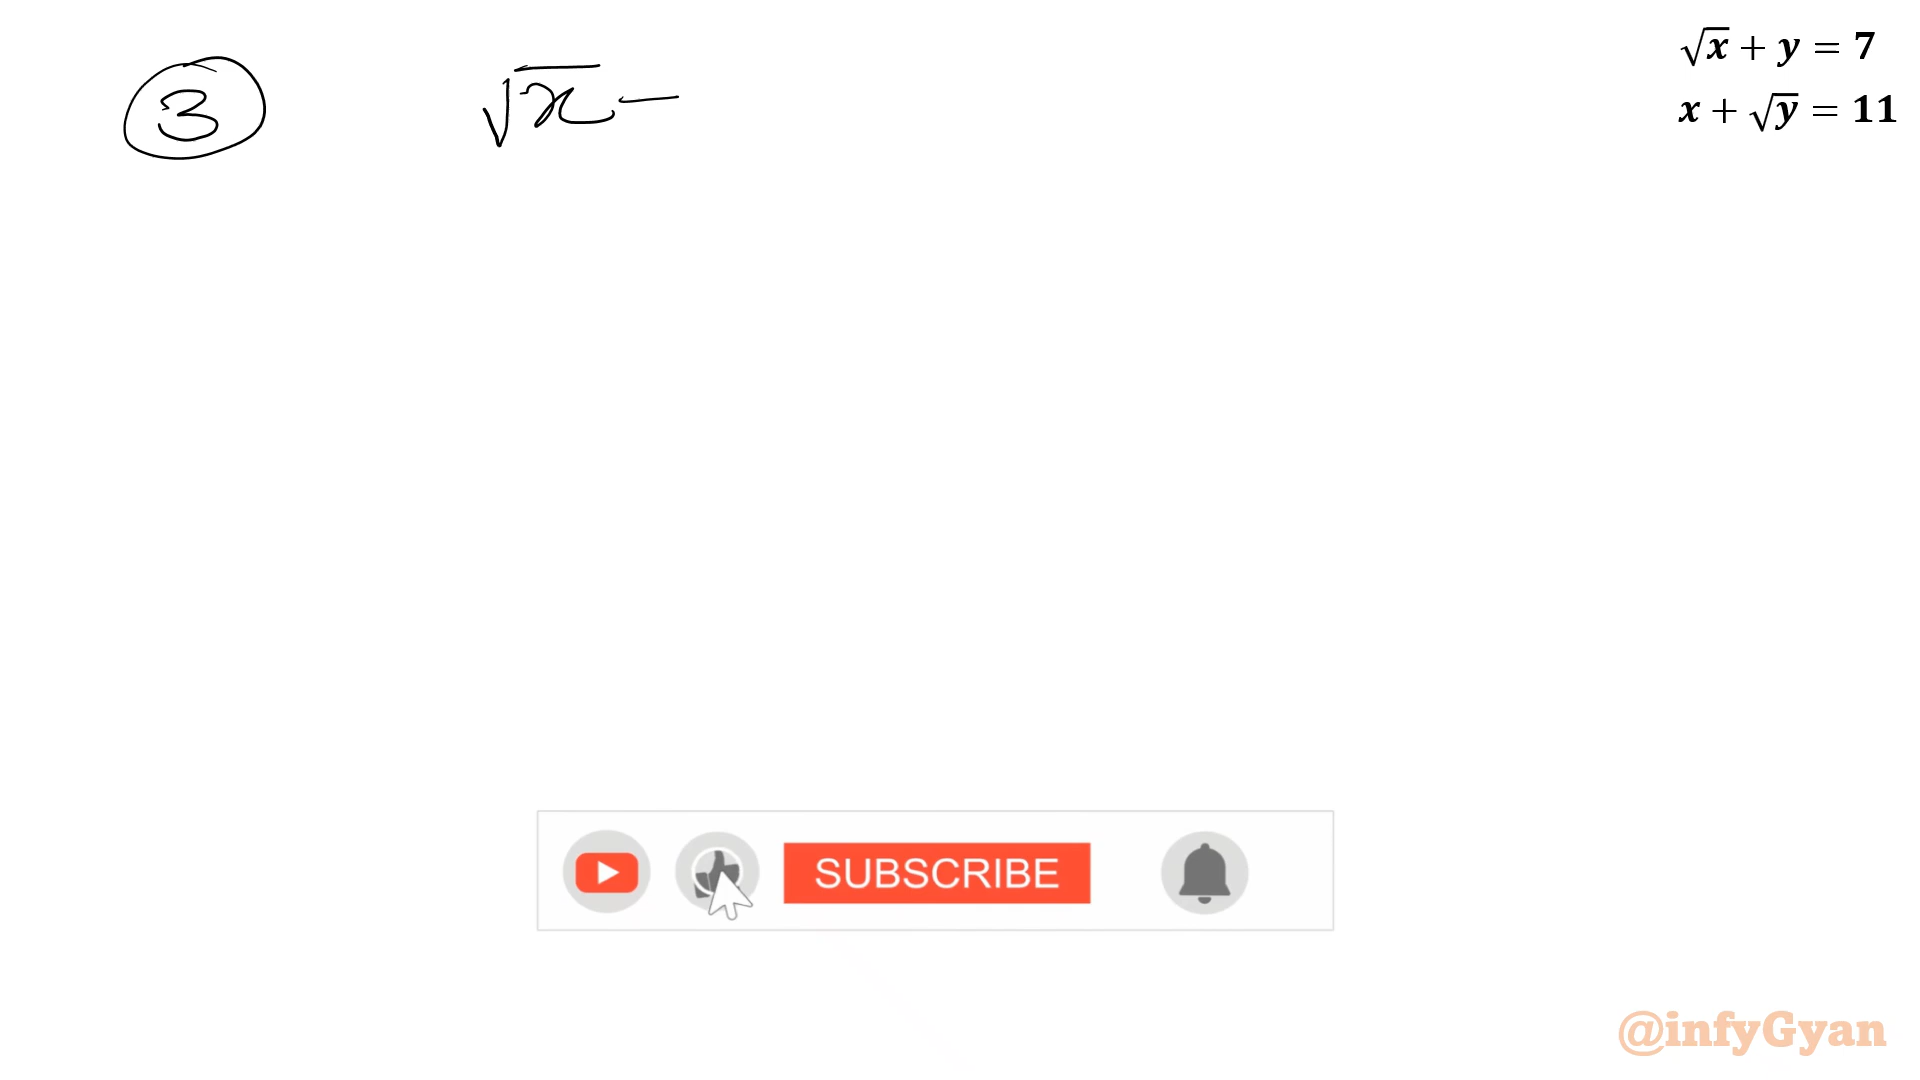 3
√x −
√x + y = 7
x + √y = 11
SUBSCRIBE
@infyGyan